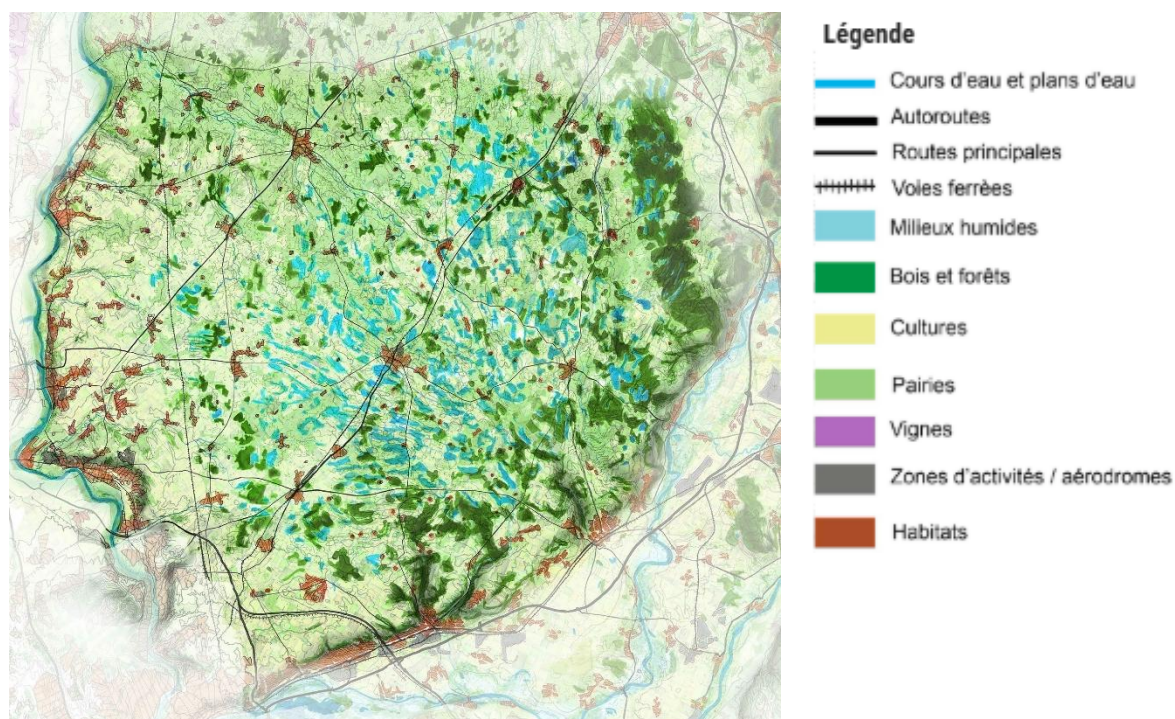 Légende
Cours d'eau et plans d'eau
Autoroutes
Routes principales
Voies ferrèes
Milieux humides
Bois et forêts
Cultures
Pairies
Vignes
Zones d'activités / aérodromes
Habitats